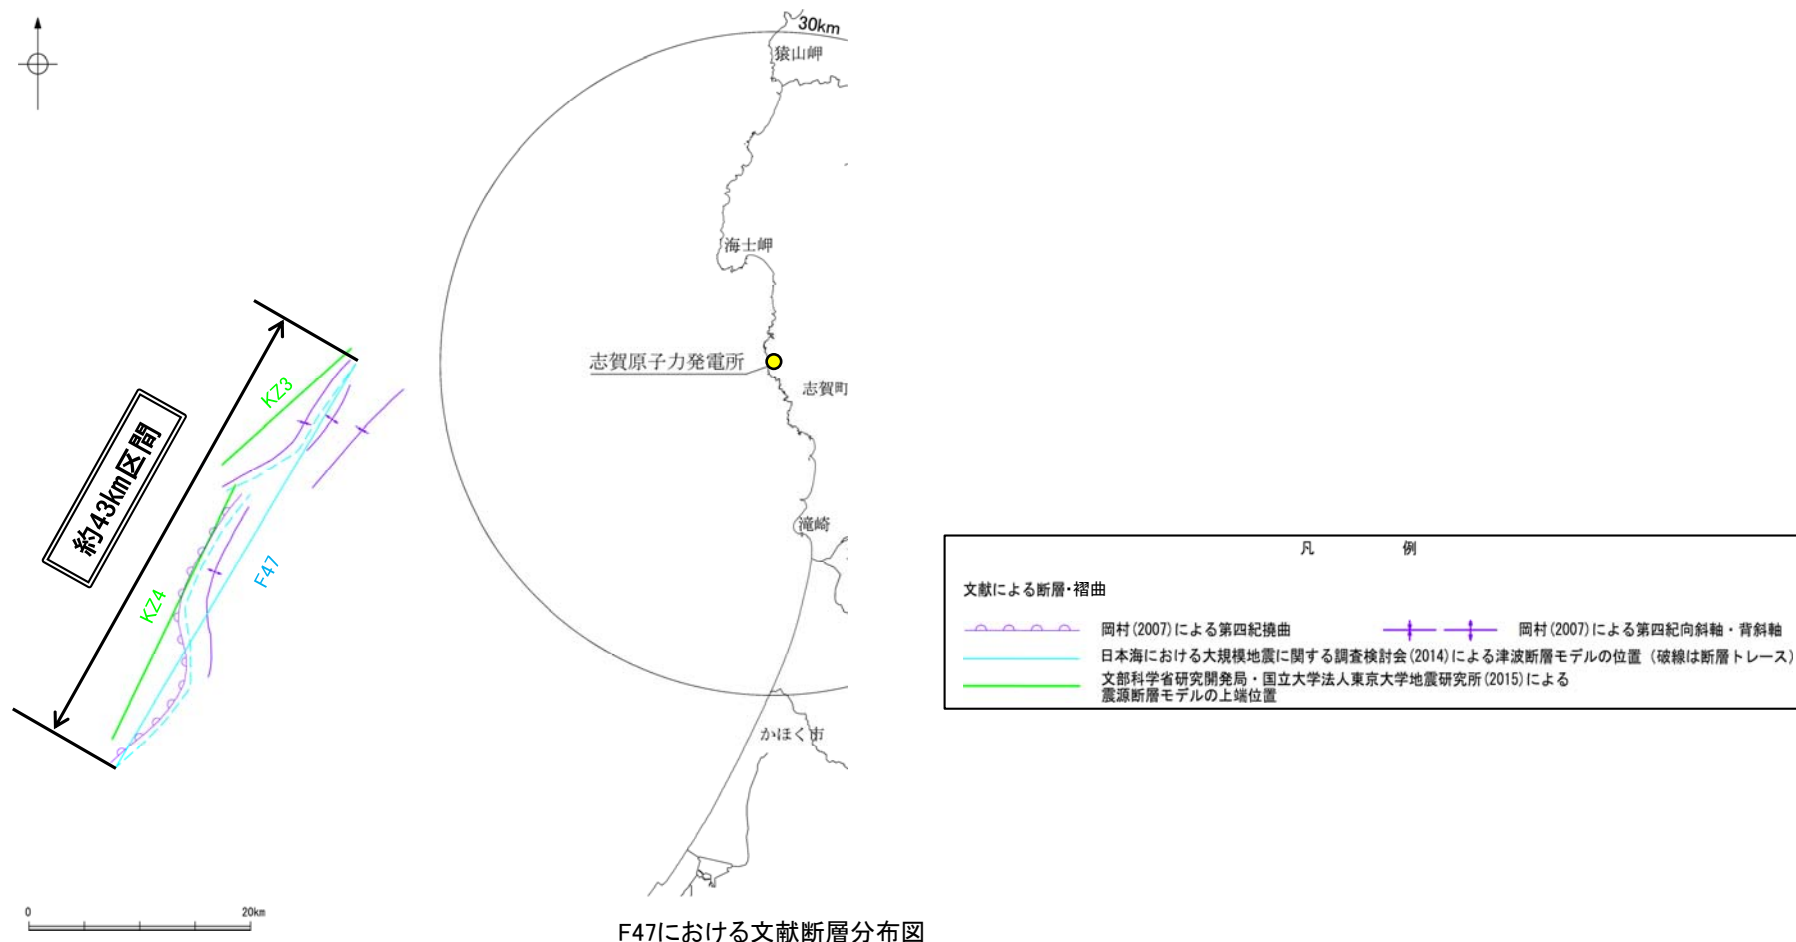 30km
猿山岬
海士岬
志賀原子力発電所
志賀町
KZ3
約43km区間
F47
KZ4
滝崎
かほく市
0 20km
凡 例
文献による断層・褶曲
岡村(2007)による第四紀撓曲
岡村(2007)による第四紀向斜軸・背斜軸
日本海における大規模地震に関する調査検討会(2014)による津波断層モデルの位置（破線は断層トレース）
文部科学省研究開発局・国立大学法人東京大学地震研究所(2015)による
震源断層モデルの上端位置
F47における文献断層分布図